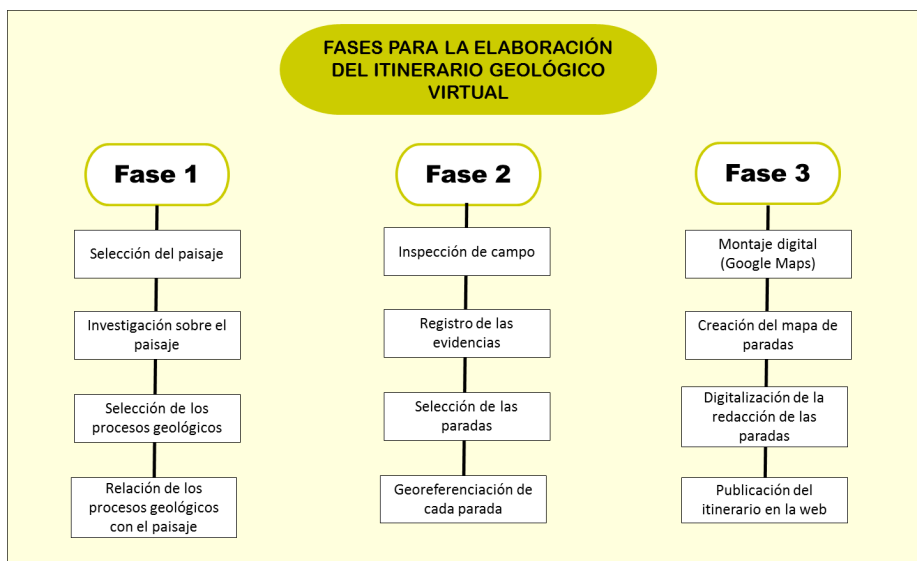 FASES PARA LA ELABORACIÓN
DEL ITINERARIO GEOLÓGICO
VIRTUAL
Fase 1
Selección del paisaje
Investigación sobre el
paisaje
Selección de los
procesos geológicos
Relación de los
procesos geológicos
con el paisaje
Fase 2
Inspección de campo
Registro de las
evidencias
Selección de las
paradas
Georeferenciación de
cada parada
Fase 3
Montaje digital
(Google Maps)
Creación del mapa de
paradas
Digitalización de la
redacción de las
paradas
Publicación del
itinerario en la web